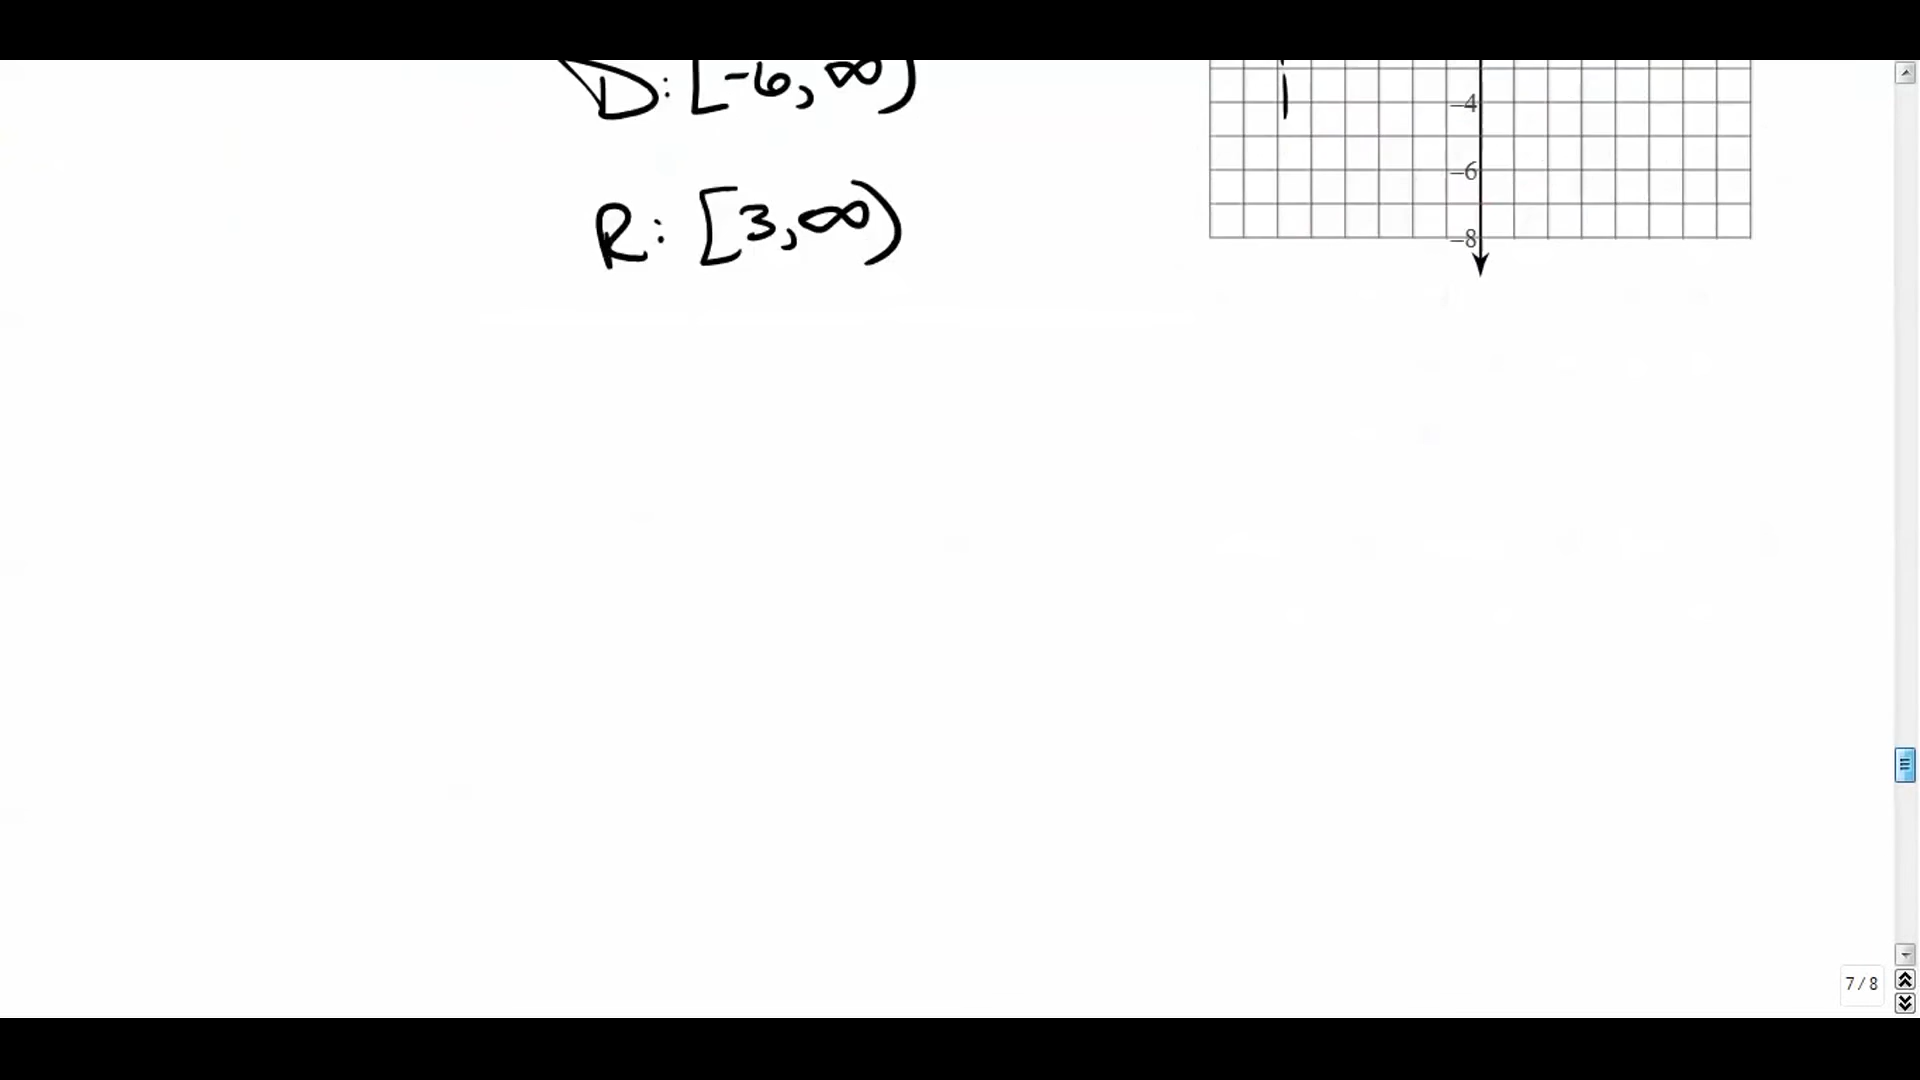 D: [-6, ∞)
–4
–6
R: [3, ∞)
–8
7 / 8